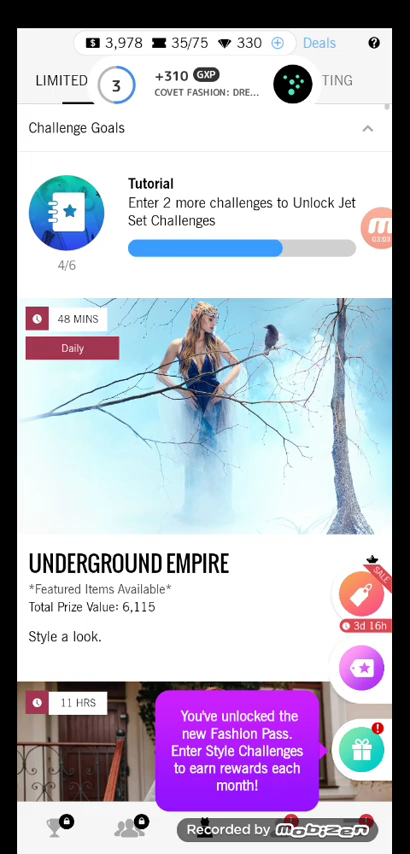 3,978 35/75 330 Deals ?
LIMITED 3 +310 GXP TING
COVET FASHION: DRE...
Challenge Goals
Tutorial
Enter 2 more challenges to Unlock Jet
Set Challenges
4/6
03:03
48 MINS
Daily
UNDERGROUND EMPIRE
*Featured Items Available*
Total Prize Value: 6,115
Style a look.
SALE
3d 16h
11 HRS
You've unlocked the
new Fashion Pass.
Enter Style Challenges
to earn rewards each
month!
Recorded by mobizen